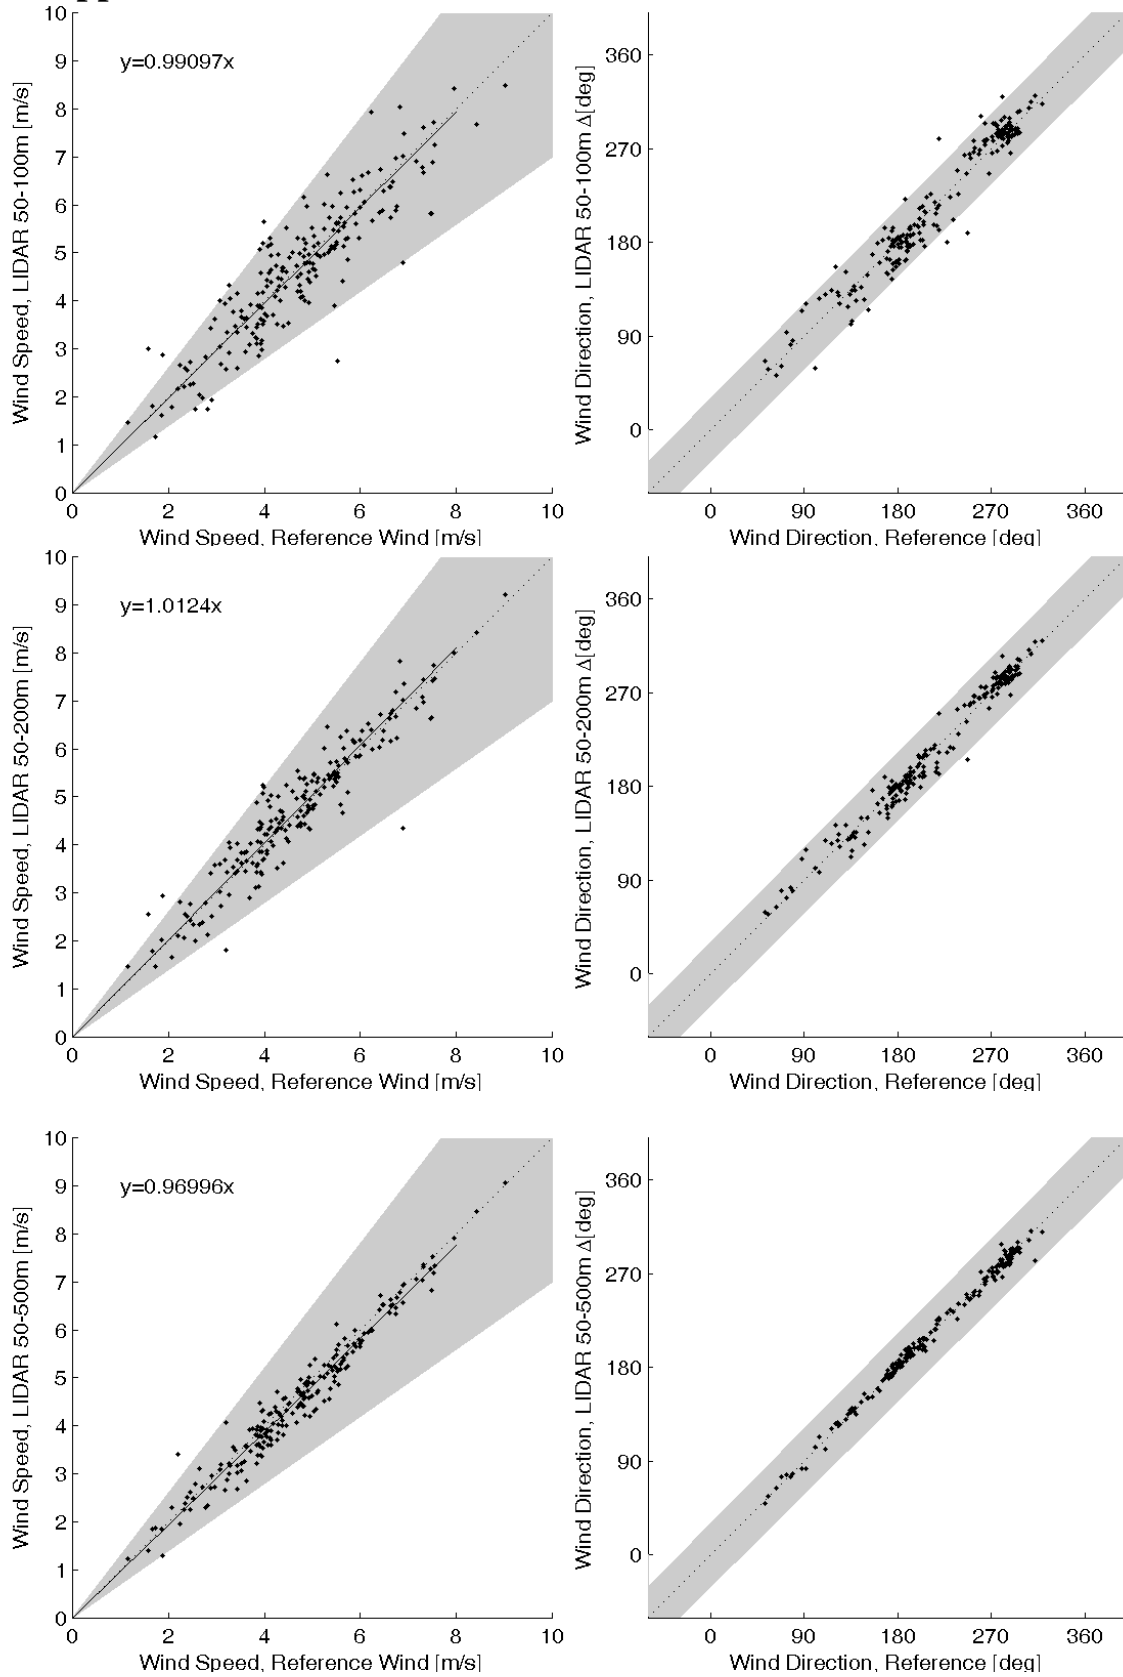 y=0.99097x
10
9
8
7
6
5
4
3
2
1
0
Wind Speed, LIDAR 50-100m [m/s]
0 2 4 6 8 10
Wind Speed, Reference Wind [m/s]
360
270
180
90
0
Wind Direction, LIDAR 50-100m Δ[deg]
0 90 180 270 360
Wind Direction, Reference [deg]
y=1.0124x
10
9
8
7
6
5
4
3
2
1
0
Wind Speed, LIDAR 50-200m [m/s]
0 2 4 6 8 10
Wind Speed, Reference Wind [m/s]
360
270
180
90
0
Wind Direction, LIDAR 50-200m Δ[deg]
0 90 180 270 360
Wind Direction, Reference [deg]
y=0.96996x
10
9
8
7
6
5
4
3
2
1
0
Wind Speed, LIDAR 50-500m [m/s]
0 2 4 6 8 10
Wind Speed, Reference Wind [m/s]
360
270
180
90
0
Wind Direction, LIDAR 50-500m Δ[deg]
0 90 180 270 360
Wind Direction, Reference [deg]